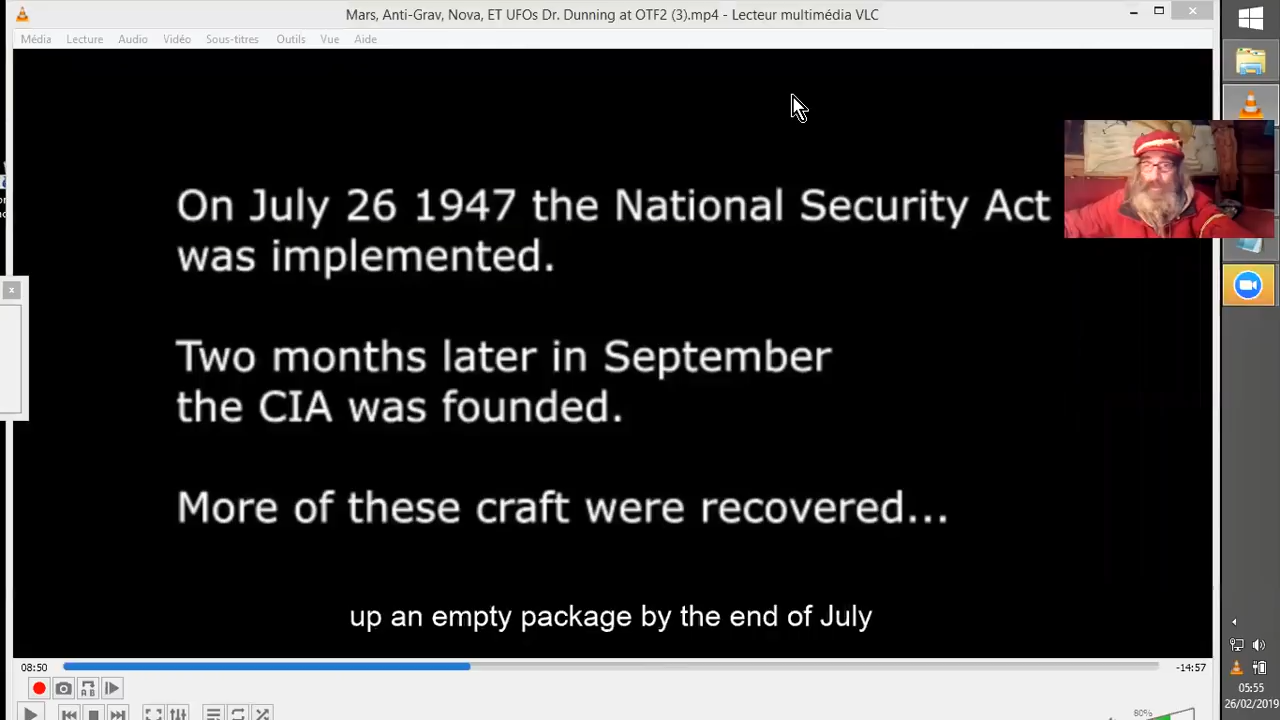 Mars, Anti-Grav, Nova, ET UFOs Dr. Dunning at OTF2 (3).mp4 - Lecteur multimédia VLC
Média Lecture Audio Vidéo Sous-titres Outils Vue Aide
On July 26 1947 the National Security Act
was implemented.
Two months later in September
the CIA was founded.
More of these craft were recovered...
up an empty package by the end of July
08:50
-14:57
80%
05:55
26/02/2019